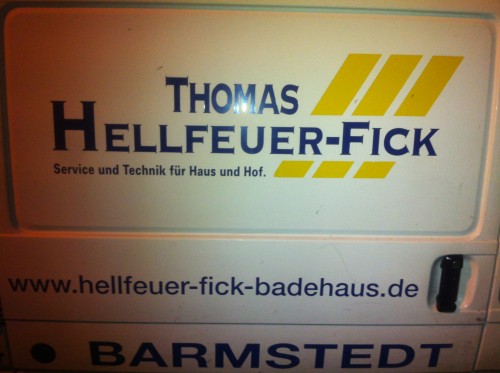 THOMAS
HELLFEUER-FICK
Service und Technik für Haus und Hof.
www.hellfeuer-fick-badehaus.de
• BARMSTEDT